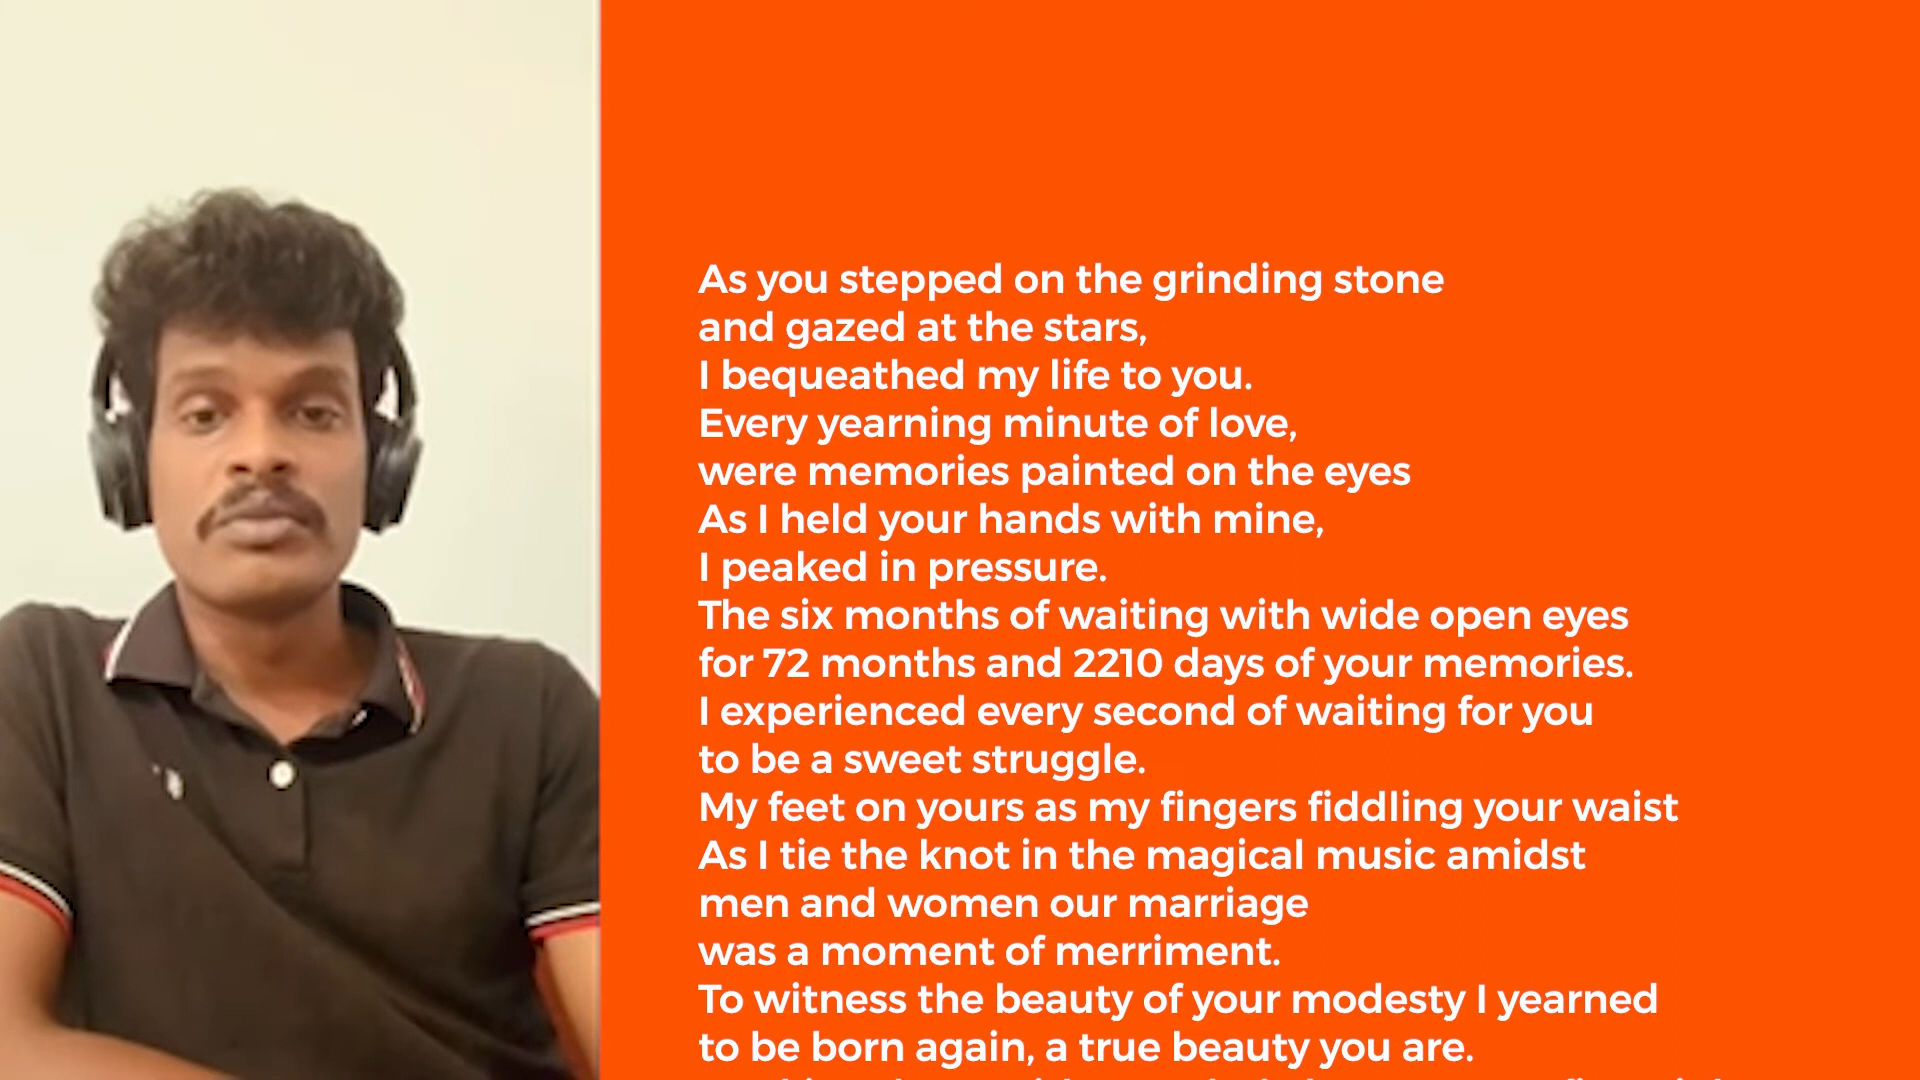 As you stepped on the grinding stone
and gazed at the stars,
I bequeathed my life to you.
Every yearning minute of love,
were memories painted on the eyes
As I held your hands with mine,
I peaked in pressure.
The six months of waiting with wide open eyes
for 72 months and 2210 days of your memories.
I experienced every second of waiting for you
to be a sweet struggle.
My feet on yours as my fingers fiddling your waist
As I tie the knot in the magical music amidst
men and women our marriage
was a moment of merriment.
To witness the beauty of your modesty I yearned
to be born again, a true beauty you are.